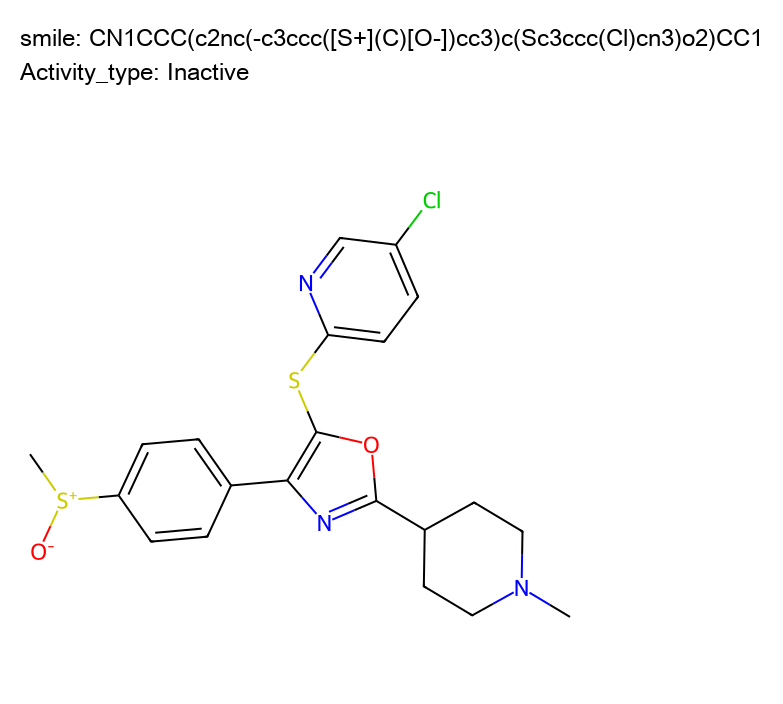 smile: CN1CCC(c2nc(-c3ccc([S+](C)[O-])cc3)c(Sc3ccc(Cl)cn3)o2)CC1
Activity_type: Inactive
Cl
N
S
O
S+
N
O-
N